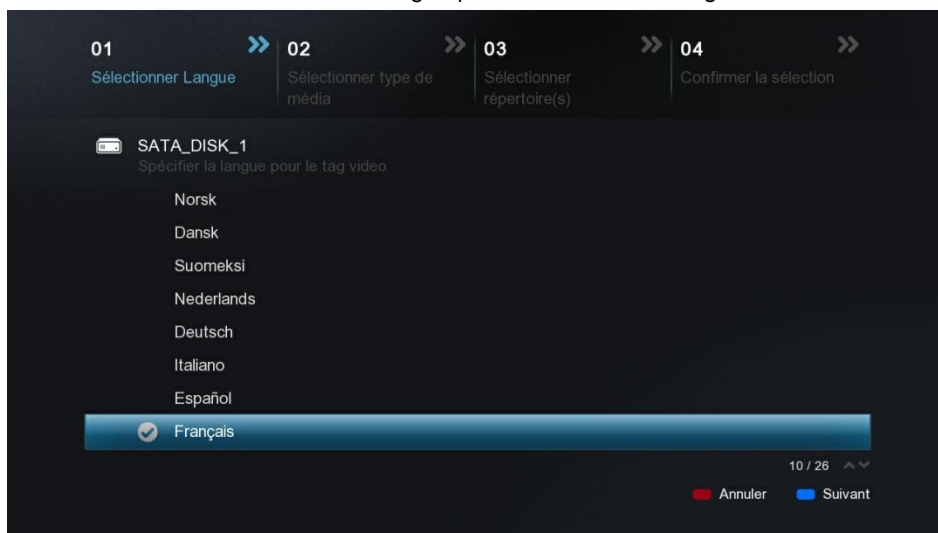 01
Sélectionner Langue
02
Sélectionner type de
média
03
Sélectionner
répertoire(s)
04
Confirmer la sélection
SATA_DISK_1
Spécifier la langue pour le tag video
Norsk
Dansk
Suomeksi
Nederlands
Deutsch
Italiano
Español
Français
10 / 26
Annuler
Suivant